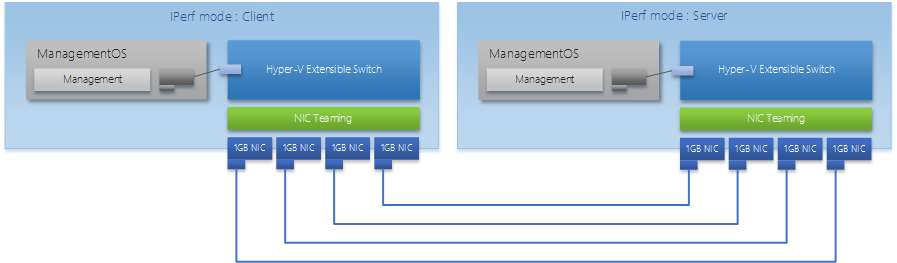 IPerf mode : Client
ManagementOS
Management
Hyper-V Extensible Switch
NIC Teaming
1GB NIC
1GB NIC
1GB NIC
1GB NIC
IPerf mode : Server
ManagementOS
Management
Hyper-V Extensible Switch
NIC Teaming
1GB NIC
1GB NIC
1GB NIC
1GB NIC